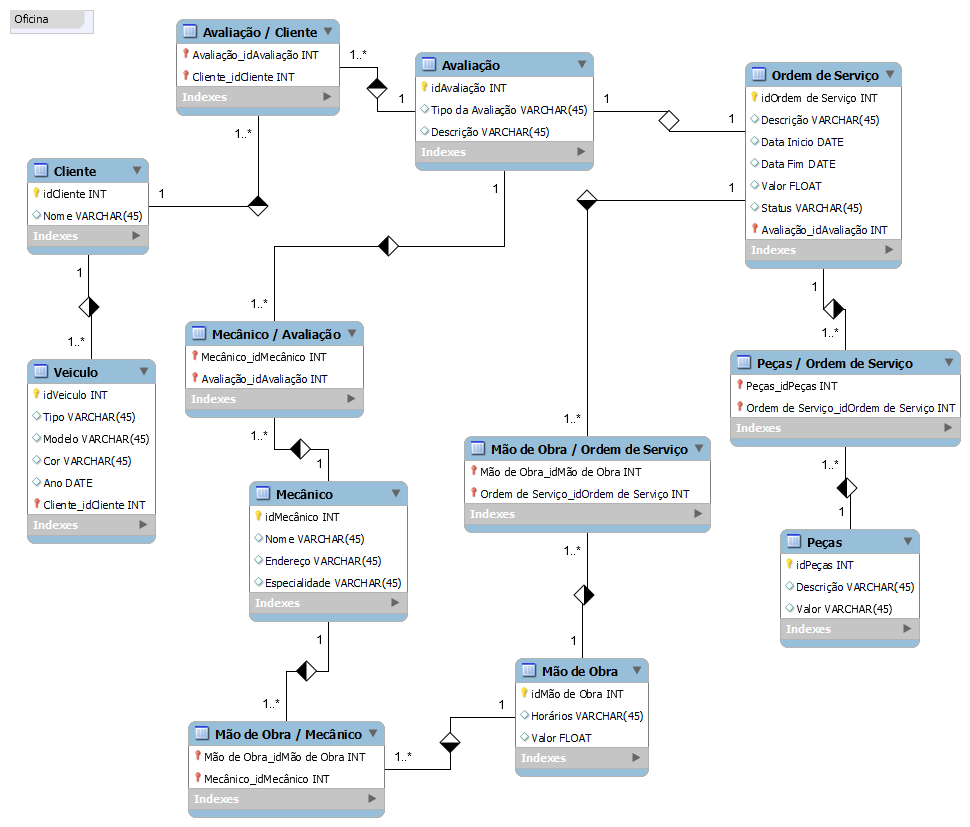 Oficina
Avaliação / Cliente
Avaliação_idAvaliação INT
Cliente_idCliente INT
Indexes
1..*
1
1..*
Avaliação
idAvaliação INT
Tipo da Avaliação VARCHAR(45)
Descrição VARCHAR(45)
Indexes
1
1
1
Ordem de Serviço
idOrdem de Serviço INT
Descrição VARCHAR(45)
Data Inicio DATE
Data Fim DATE
Valor FLOAT
Status VARCHAR(45)
Avaliação_idAvaliação INT
Indexes
1
1
1..*
Cliente
idCliente INT
Nome VARCHAR(45)
Indexes
1
1
1..*
Veiculo
idVeiculo INT
Tipo VARCHAR(45)
Modelo VARCHAR(45)
Cor VARCHAR(45)
Ano DATE
Cliente_idCliente INT
Indexes
1..*
Mecânico / Avaliação
Mecânico_idMecânico INT
Avaliação_idAvaliação INT
Indexes
1..*
1
Peças / Ordem de Serviço
Peças_idPeças INT
Ordem de Serviço_idOrdem de Serviço INT
Indexes
1..*
1
1..*
Mão de Obra / Ordem de Serviço
Mão de Obra_idMão de Obra INT
Ordem de Serviço_idOrdem de Serviço INT
Indexes
1..*
1
Mecânico
idMecânico INT
Nome VARCHAR(45)
Endereço VARCHAR(45)
Especialidade VARCHAR(45)
Indexes
1
1..*
Peças
idPeças INT
Descrição VARCHAR(45)
Valor VARCHAR(45)
Indexes
Mão de Obra
idMão de Obra INT
Horários VARCHAR(45)
Valor FLOAT
Indexes
1
1..*
Mão de Obra / Mecânico
Mão de Obra_idMão de Obra INT
Mecânico_idMecânico INT
Indexes